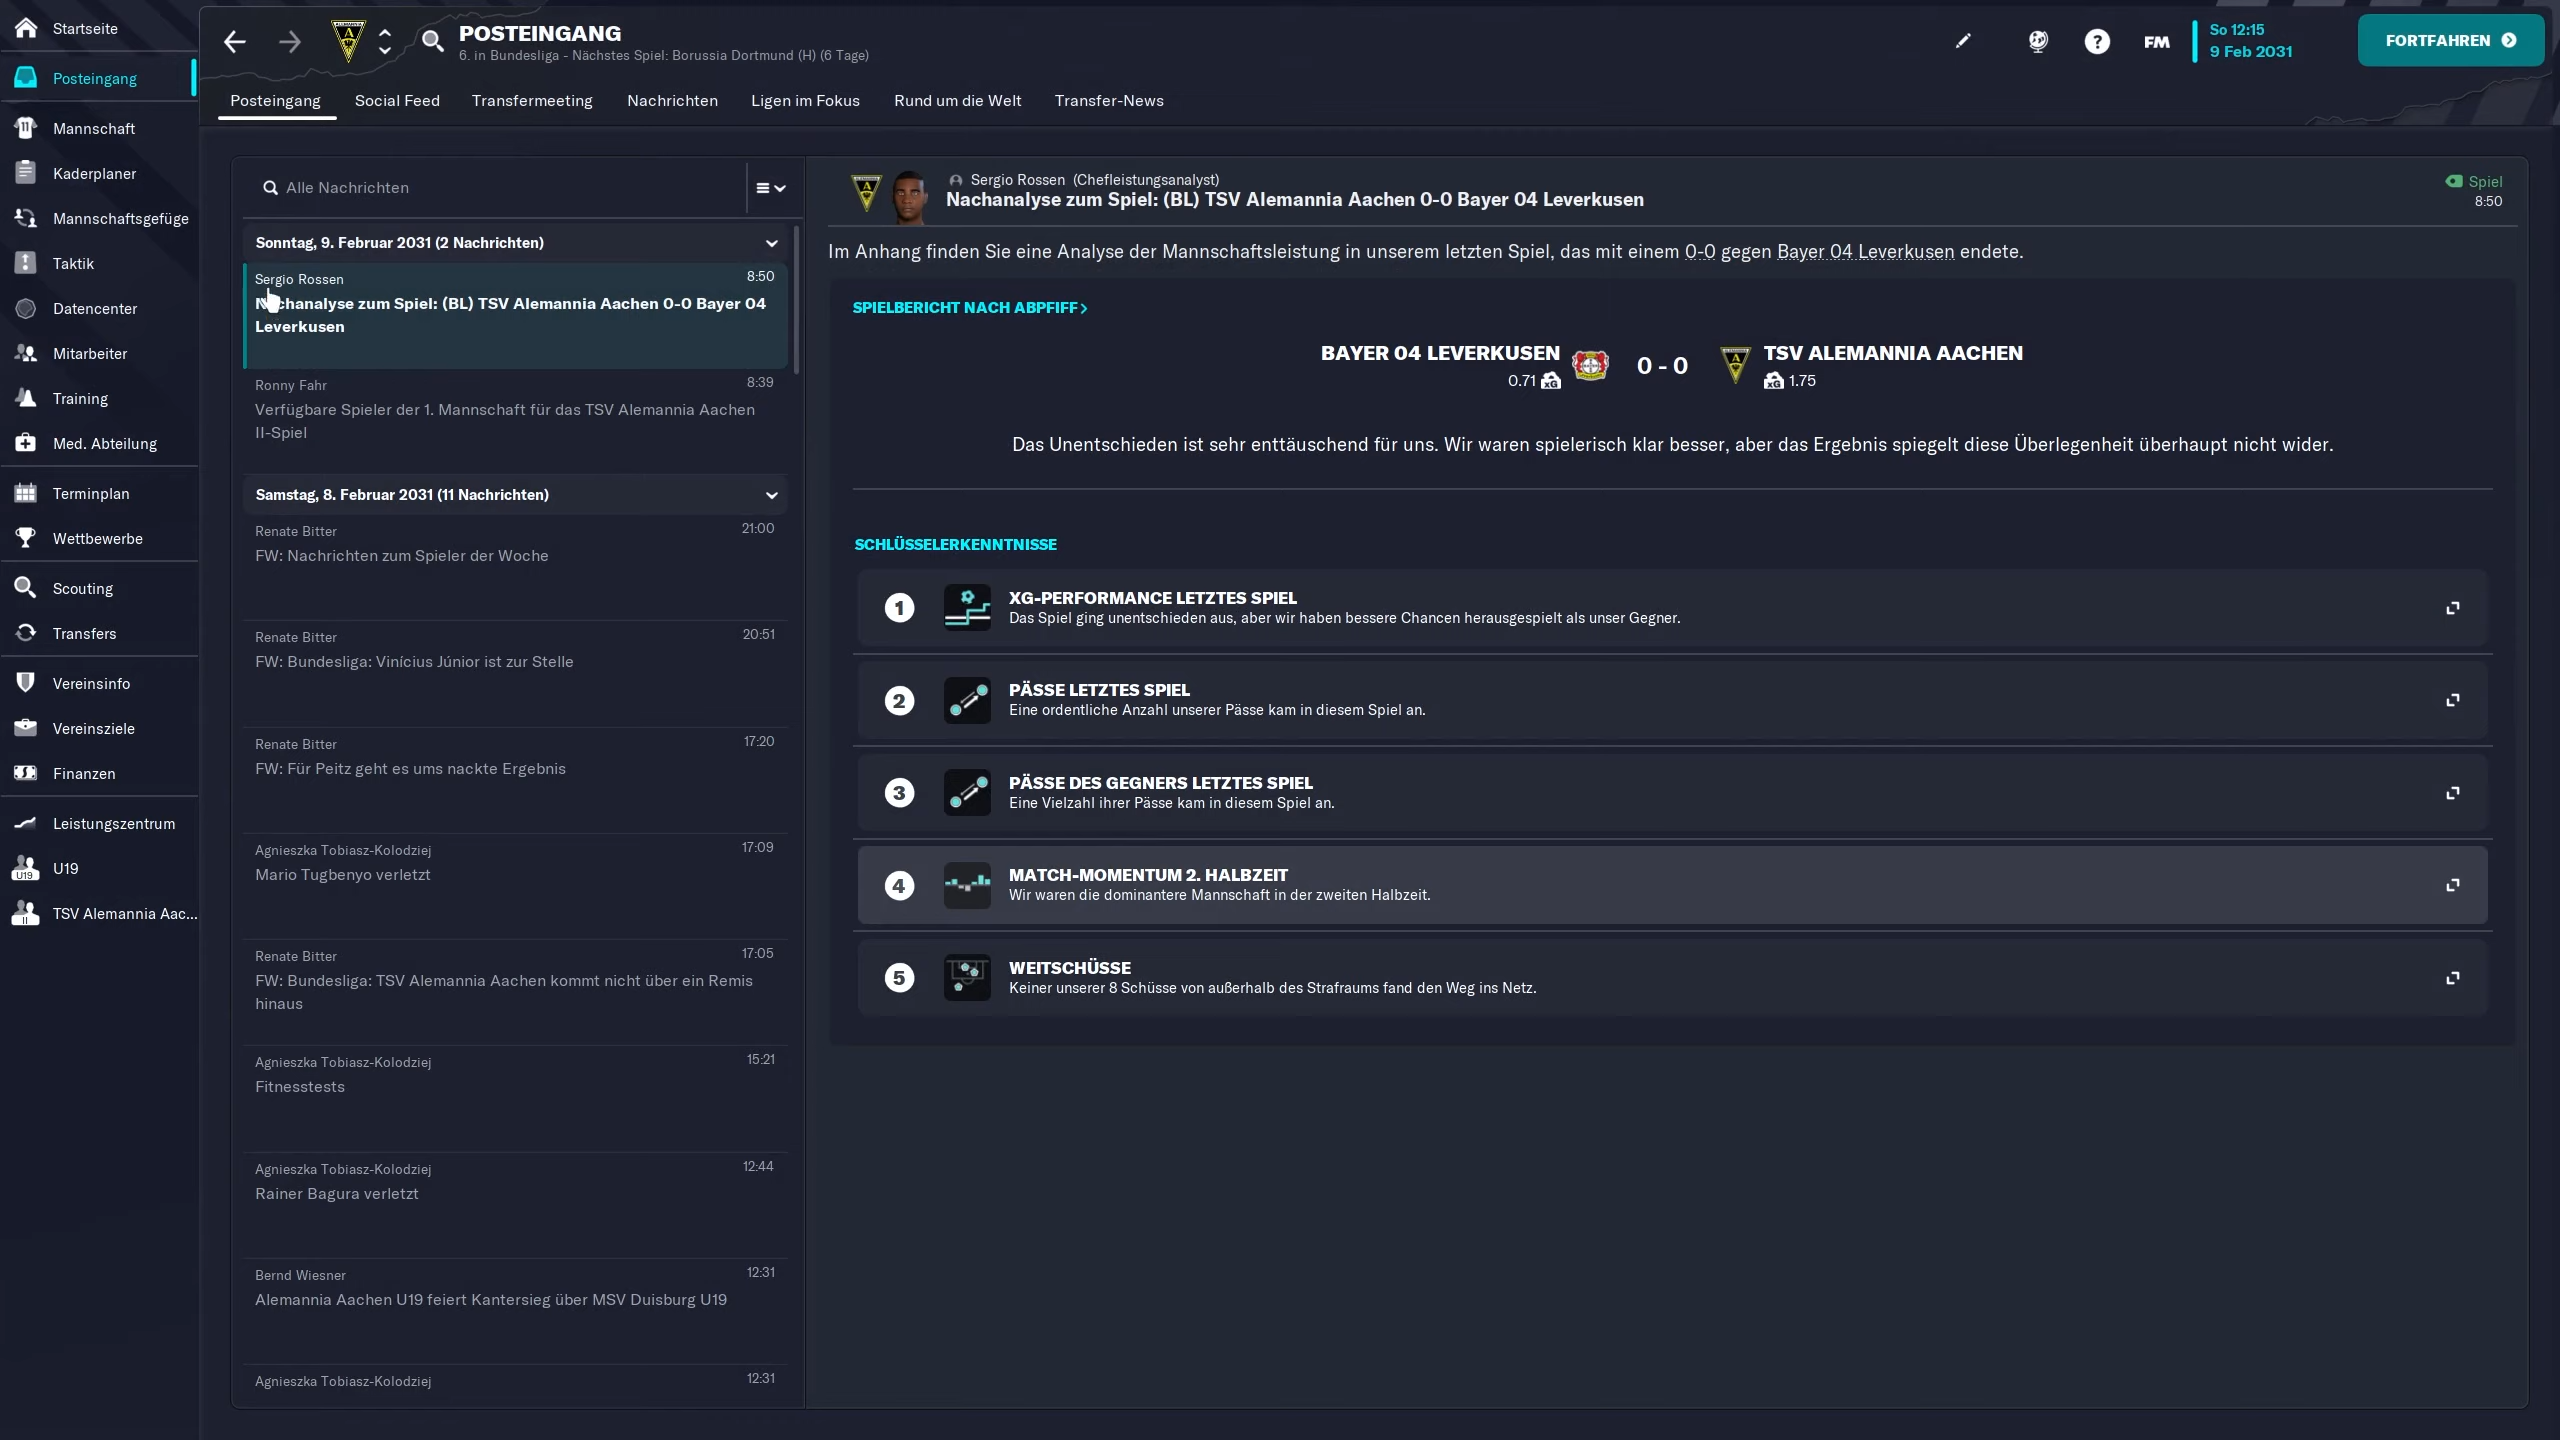 Startseite
Posteingang
Mannschaft
Kaderplaner
Mannschaftsgefüge
Taktik
Datencenter
Mitarbeiter
Training
Med. Abteilung
Terminplan
Wettbewerbe
Scouting
Transfers
Vereinsinfo
Vereinsziele
Finanzen
Leistungszentrum
U19
TSV Alemannia Aac...
POSTEINGANG
6. in Bundesliga - Nächstes Spiel: Borussia Dortmund (H) (6 Tage)
FM
So 12:15
9 Feb 2031
FORTFAHREN
Posteingang Social Feed Transfermeeting Nachrichten Ligen im Fokus Rund um die Welt Transfer-News
Alle Nachrichten
Sonntag, 9. Februar 2031 (2 Nachrichten)
Sergio Rossen 8:50
Nachanalyse zum Spiel: (BL) TSV Alemannia Aachen 0-0 Bayer 04
Leverkusen
Ronny Fahr 8:39
Verfügbare Spieler der 1. Mannschaft für das TSV Alemannia Aachen
II-Spiel
Samstag, 8. Februar 2031 (11 Nachrichten)
Renate Bitter 21:00
FW: Nachrichten zum Spieler der Woche
Renate Bitter 20:51
FW: Bundesliga: Vinícius Júnior ist zur Stelle
Renate Bitter 17:20
FW: Für Peitz geht es ums nackte Ergebnis
Agnieszka Tobiasz-Kolodziej 17:09
Mario Tugbenyo verletzt
Renate Bitter 17:05
FW: Bundesliga: TSV Alemannia Aachen kommt nicht über ein Remis
hinaus
Agnieszka Tobiasz-Kolodziej 15:21
Fitnesstests
Agnieszka Tobiasz-Kolodziej 12:44
Rainer Bagura verletzt
Bernd Wiesner 12:31
Alemannia Aachen U19 feiert Kantersieg über MSV Duisburg U19
Agnieszka Tobiasz-Kolodziej 12:31
Sergio Rossen (Chefleistungsanalyst)
Nachanalyse zum Spiel: (BL) TSV Alemannia Aachen 0-0 Bayer 04 Leverkusen
Spiel
8:50
Im Anhang finden Sie eine Analyse der Mannschaftsleistung in unserem letzten Spiel, das mit einem 0-0 gegen Bayer 04 Leverkusen endete.
SPIELBERICHT NACH ABPFIFF
BAYER 04 LEVERKUSEN 0 - 0 TSV ALEMANNIA AACHEN
0.71 xG xG 1.75
Das Unentschieden ist sehr enttäuschend für uns. Wir waren spielerisch klar besser, aber das Ergebnis spiegelt diese Überlegenheit überhaupt nicht wider.
SCHLÜSSELERKENNTNISSE
1 XG-PERFORMANCE LETZTES SPIEL
Das Spiel ging unentschieden aus, aber wir haben bessere Chancen herausgespielt als unser Gegner.
2 PÄSSE LETZTES SPIEL
Eine ordentliche Anzahl unserer Pässe kam in diesem Spiel an.
3 PÄSSE DES GEGNERS LETZTES SPIEL
Eine Vielzahl ihrer Pässe kam in diesem Spiel an.
4 MATCH-MOMENTUM 2. HALBZEIT
Wir waren die dominantere Mannschaft in der zweiten Halbzeit.
5 WEITSCHÜSSE
Keiner unserer 8 Schüsse von außerhalb des Strafraums fand den Weg ins Netz.